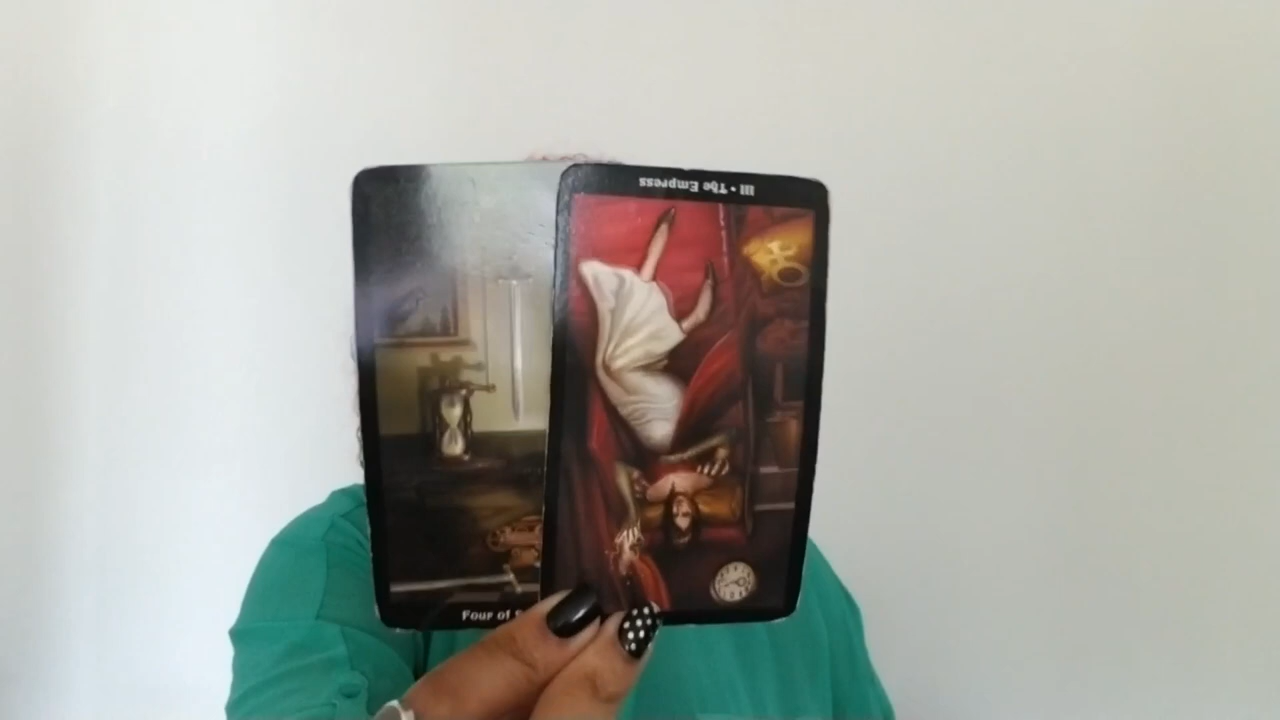 III • The Empress
Four of